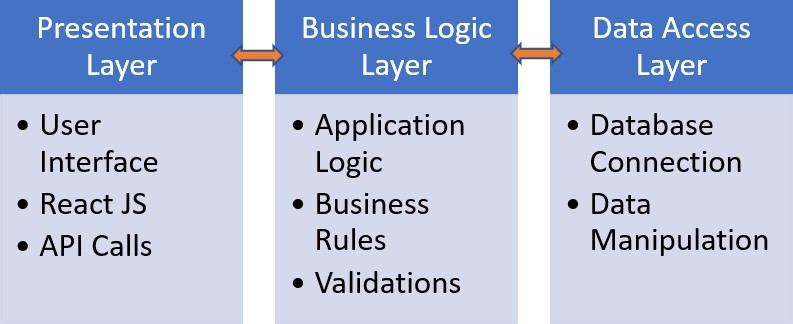 Presentation
Layer
• User
Interface
• React JS
• API Calls
Business Logic
Layer
• Application
Logic
• Business
Rules
• Validations
Data Access
Layer
• Database
Connection
• Data
Manipulation